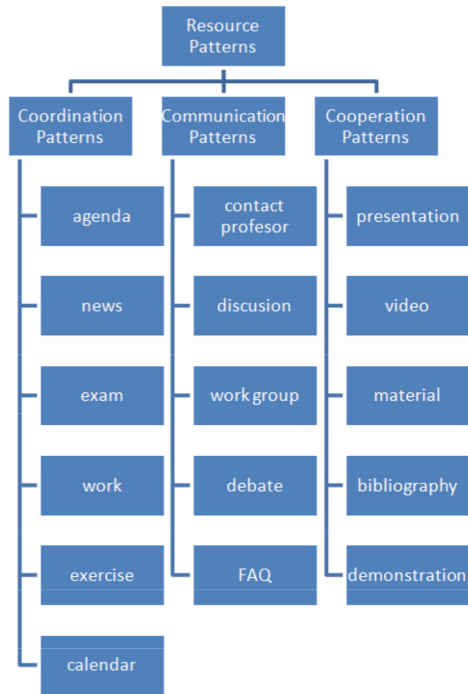 Resource
Patterns
Coordination
Patterns
Communication
Patterns
Cooperation
Patterns
agenda
news
exam
work
exercise
calendar
contact
profesor
discusion
work group
debate
FAQ
presentation
video
material
bibliography
demonstration